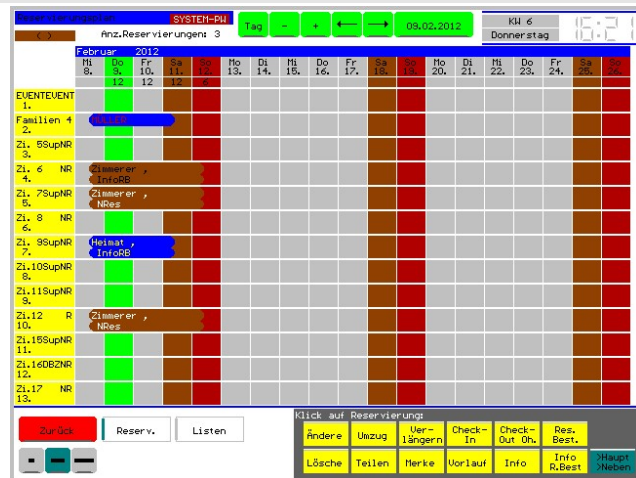 Reservierungsplan SYSTEM-PW Tag - + 09.02.2012 KW 6 Donnerstag 16:21
( ) Anz.Reservierungen: 3
Februar 2012
Mi Do Fr Sa So Mo Di Mi Do Fr Sa So Mo Di Mi Do Fr Sa So
8. 9. 10. 11. 12. 13. 14. 15. 16. 17. 18. 19. 20. 21. 22. 23. 24. 25. 26.
12 12 12 6
EVENTEVENT
1.
Familien 4 MÜLLER
2.
Zi. 5SupNR
3.
Zi. 6 NR Zimmerer ,
4. InfoRB
Zi. 7SupNR Zimmerer ,
5. NRes
Zi. 8 NR
6.
Zi. 9SupNR Heimat ,
7. InfoRB
Zi.10SupNR
8.
Zi.11SupNR
9.
Zi.12 R Zimmerer ,
10. NRes
Zi.15SupNR
11.
Zi.16DBZNR
12.
Zi.17 NR
13.
Klick auf Reservierung:
Zurück Reserv. Listen
Ändere Umzug Ver- längern Check- In Check- Out Oh. Res. Best.
Lösche Teilen Merke Vorlauf Info Info R.Best >Haupt >Neben